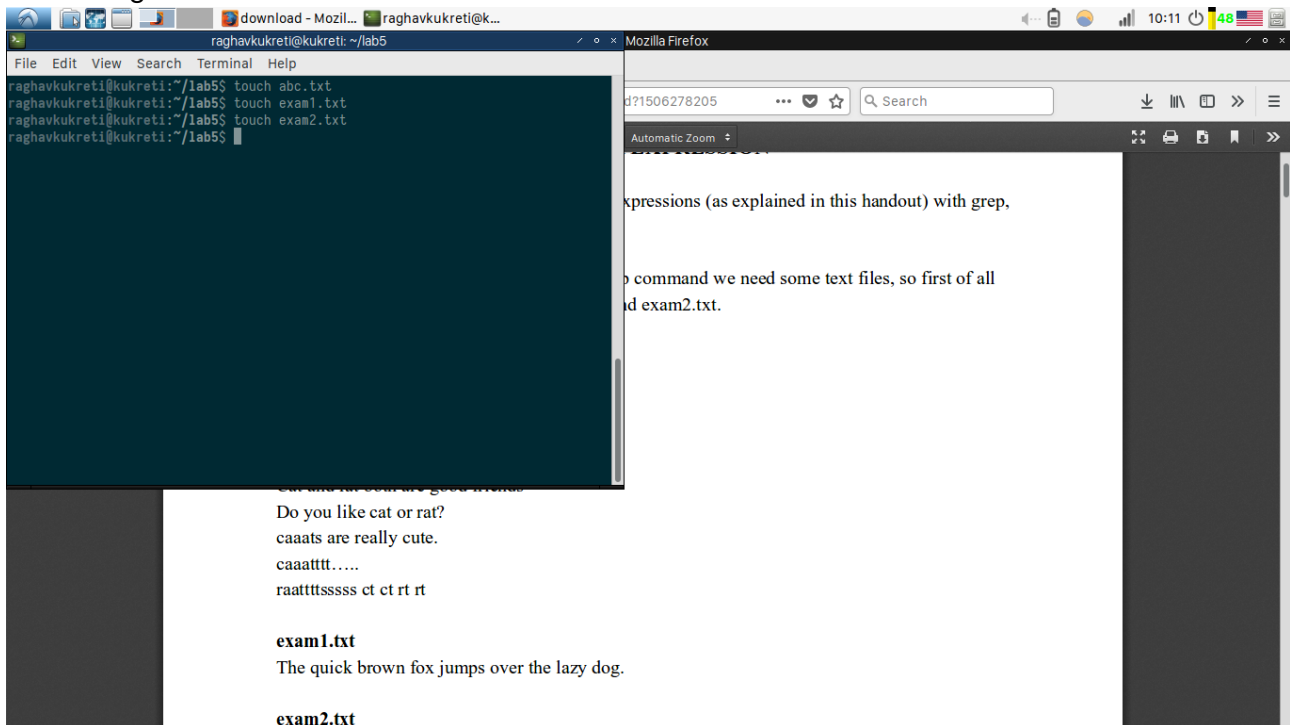 download - Mozil... raghavkukreti@k... 10:11 48
raghavkukreti@kukreti: ~/lab5 Mozilla Firefox
File Edit View Search Terminal Help
raghavkukreti@kukreti:~/lab5$ touch abc.txt
raghavkukreti@kukreti:~/lab5$ touch exam1.txt
raghavkukreti@kukreti:~/lab5$ touch exam2.txt
raghavkukreti@kukreti:~/lab5$
d?1506278205 Search
Automatic Zoom
xpressions (as explained in this handout) with grep,
command we need some text files, so first of all
exam2.txt.
Do you like cat or rat?
caaats are really cute.
caaatttt…..
raattttsssss ct ct rt rt
exam1.txt
The quick brown fox jumps over the lazy dog.
exam2.txt